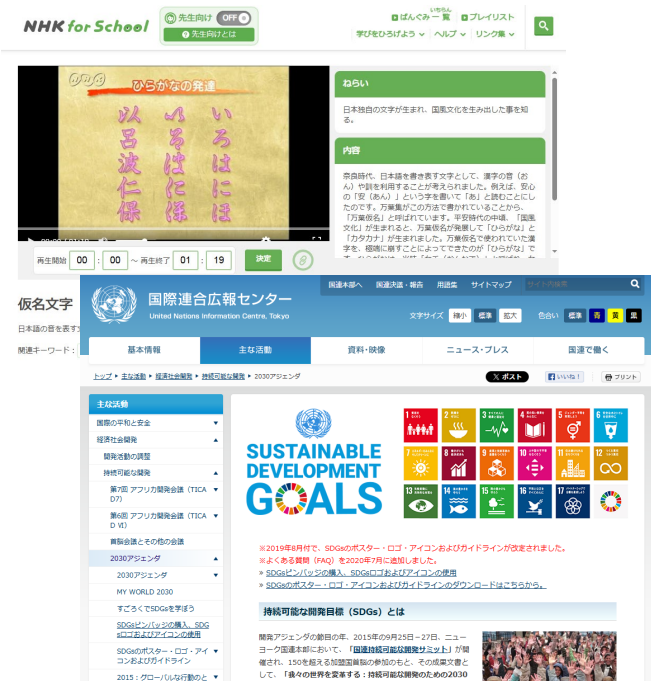 NHK for School
先生向け OFF
先生向けとは
いちらん
ばんぐみ一覧 プレイリスト
学びをひろげよう ヘルプ リンク集
NHK
ひらがなの発達
以 以 い
呂 ろ ろ
波 は は
仁 に に
保 保 ほ
再生開始 00 : 00 ～ 再生終了 01 : 19 決定
ねらい
日本独自の文字が生まれ、国風文化を生み出した事を知
る。
内容
奈良時代、日本語を書き表す文字として、漢字の音（お
ん）や訓を利用することが考えられました。例えば、安心
の「安（あん）」という字を書いて「あ」と読むことにし
たのです。万葉集がこの方法で書かれていることから、
「万葉仮名」と呼ばれています。平安時代の中頃、「国風
文化」が生まれると、万葉仮名が発展して「ひらがな」と
「カタカナ」が生まれました。万葉仮名で使われていた漢
字を、極端に崩すことによってできたのが「ひらがな」で
仮名文字
日本語の音を表す
関連キーワード：
国際連合広報センター
United Nations Information Centre, Tokyo
国連本部へ 国連決議・報告 用語集 サイトマップ サイト内検索
文字サイズ 縮小 標準 拡大 色合い 標準 青 黄 黒
基本情報 主な活動 資料・映像 ニュース・プレス 国連で働く
トップ 主な活動 経済社会開発 持続可能な開発 2030アジェンダ
X ポスト いいね！ プリント
主な活動
国際の平和と安全
経済社会開発
開発活動の調整
持続可能な開発
第7回 アフリカ開発会議（TICA
D7）
第6回 アフリカ開発会議（TICA
D VI）
首脳会議とその他の会議
2030アジェンダ
2030アジェンダ
MY WORLD 2030
すごろくでSDGsを学ぼう
SDGsピンバッジの購入、SDG
sロゴおよびアイコンの使用
SDGsのポスター・ロゴ・アイ
コンおよびガイドライン
2015：グローバルな行動のと
SUSTAINABLE
DEVELOPMENT
GOALS
1 2 3 4 5 6
7 8 9 10 11 12
13 14 15 16 17
※2019年8月付で、SDGsのポスター・ロゴ・アイコンおよびガイドラインが改定されました。
※よくある質問（FAQ）を2020年7月に追加しました。
» SDGsピンバッジの購入、SDGsロゴおよびアイコンの使用
» SDGsのポスター・ロゴ・アイコンおよびガイドラインのダウンロードはこちらから。
持続可能な開発目標（SDGs）とは
開発アジェンダの節目の年、2015年の9月25日－27日、ニュー
ヨーク国連本部において、「国連持続可能な開発サミット」が開
催され、150を超える加盟国首脳の参加のもと、その成果文書と
して、「我々の世界を変革する：持続可能な開発のための2030